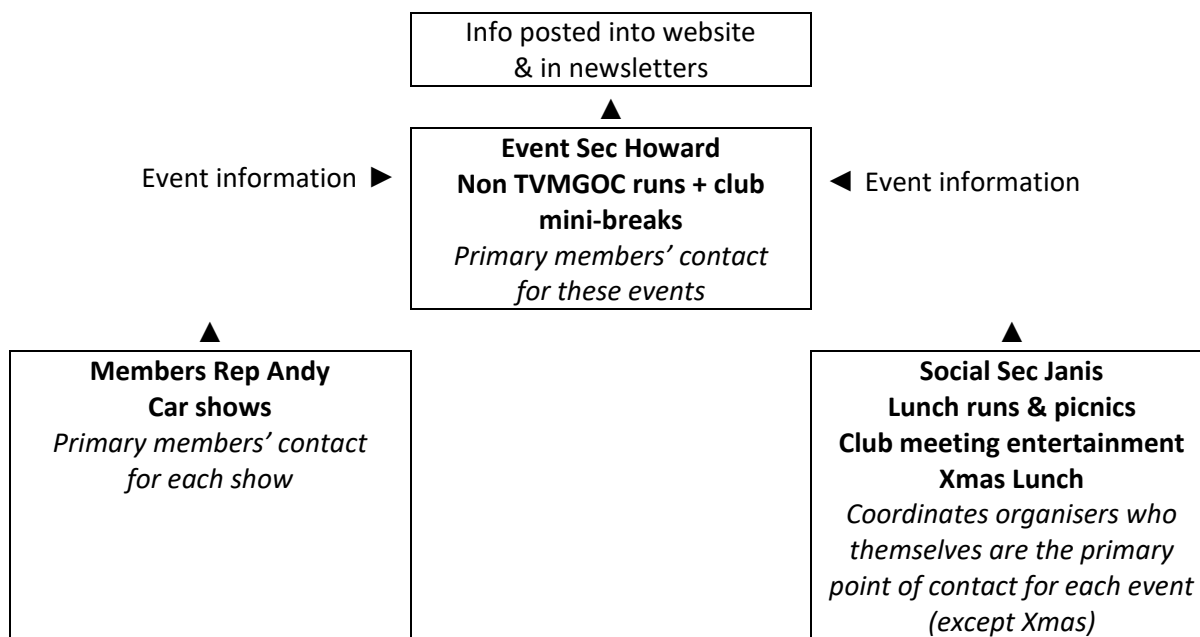 Info posted into website
& in newsletters
▲
Event Sec Howard
Non TVMGOC runs + club
mini-breaks
Primary members’ contact
for these events
Event information ►
◄ Event information
▲
Members Rep Andy
Car shows
Primary members’ contact
for each show
▲
Social Sec Janis
Lunch runs & picnics
Club meeting entertainment
Xmas Lunch
Coordinates organisers who
themselves are the primary
point of contact for each event
(except Xmas)